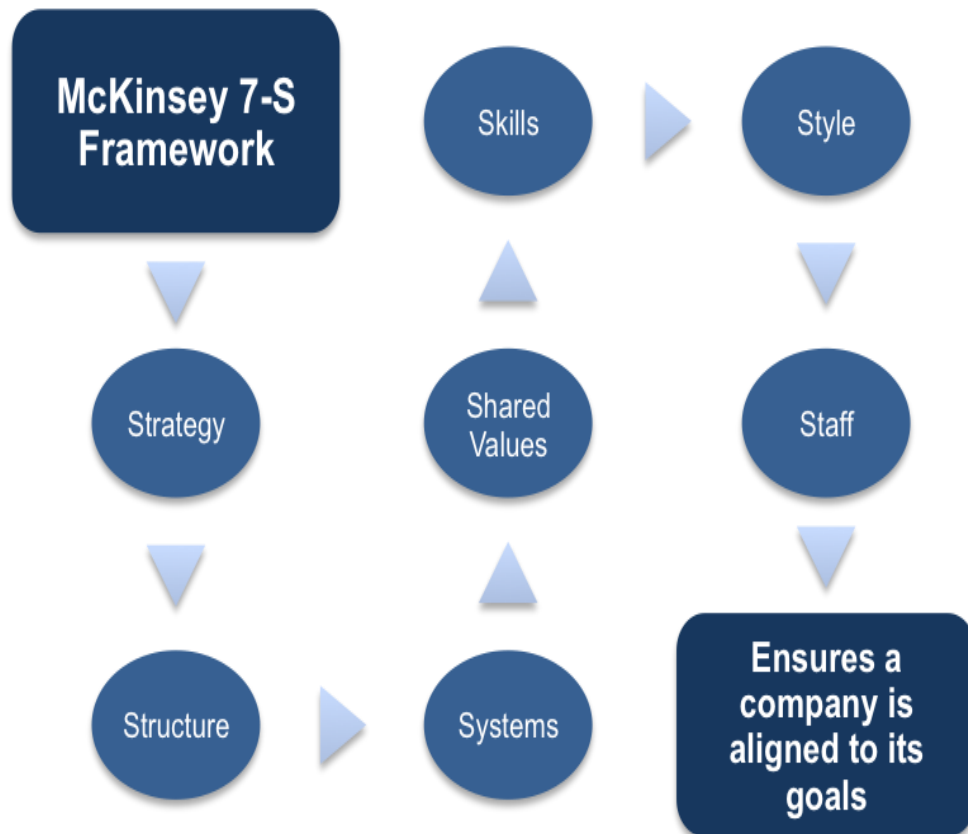 McKinsey 7-S
Framework
Strategy
Structure
Systems
Shared
Values
Skills
Style
Staff
Ensures a
company is
aligned to its
goals